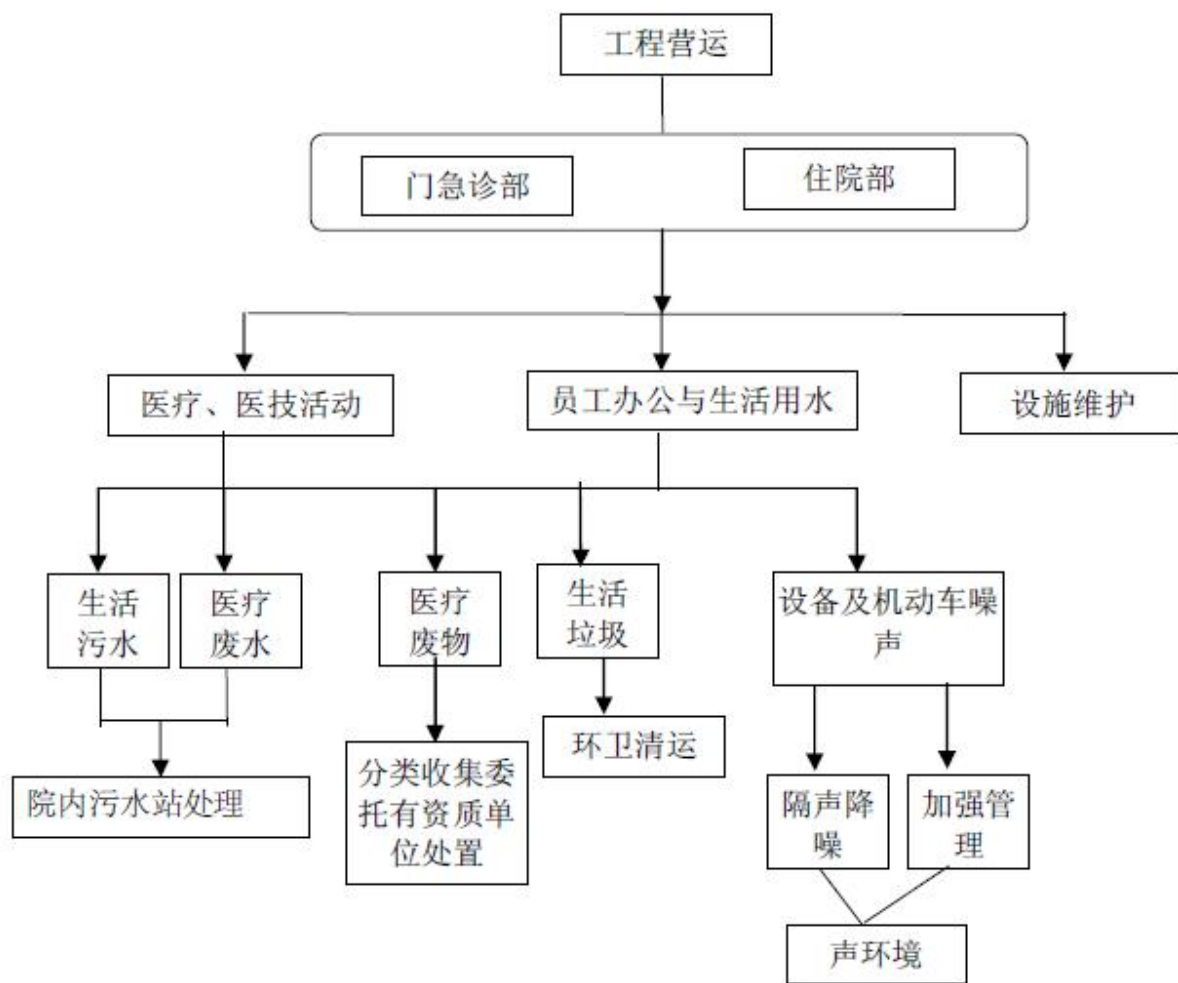 工程营运
门急诊部
住院部
医疗、医技活动
员工办公与生活用水
设施维护
生活
污水
医疗
废水
医疗
废物
生活
垃圾
设备及机动车噪
声
院内污水站处理
分类收集委
托有资质单
位处置
环卫清运
隔声降
噪
加强管
理
声环境